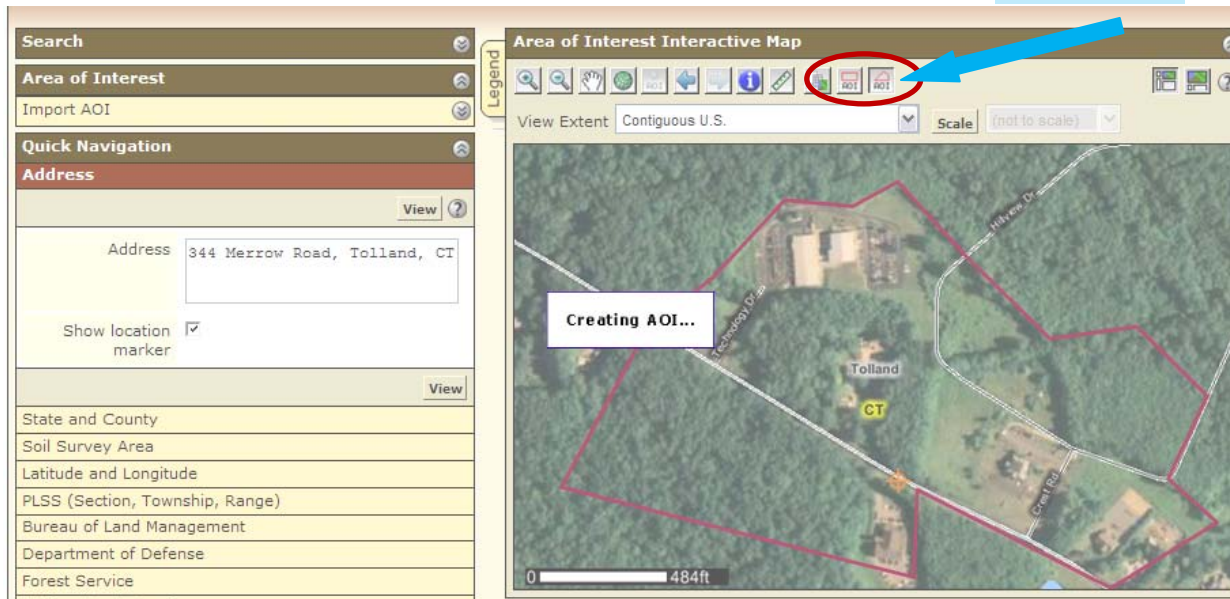 Search
Area of Interest
Import AOI
Quick Navigation
Address
View
Address 344 Merrow Road, Tolland, CT
Show location
marker
View
State and County
Soil Survey Area
Latitude and Longitude
PLSS (Section, Township, Range)
Bureau of Land Management
Department of Defense
Forest Service
Legend
Area of Interest Interactive Map
AOI AOI AOI
View Extent Contiguous U.S. Scale (not to scale)
Hillview Dr
Creating AOI...
Technology Dr
Tolland
CT
Crest Rd
0 484ft